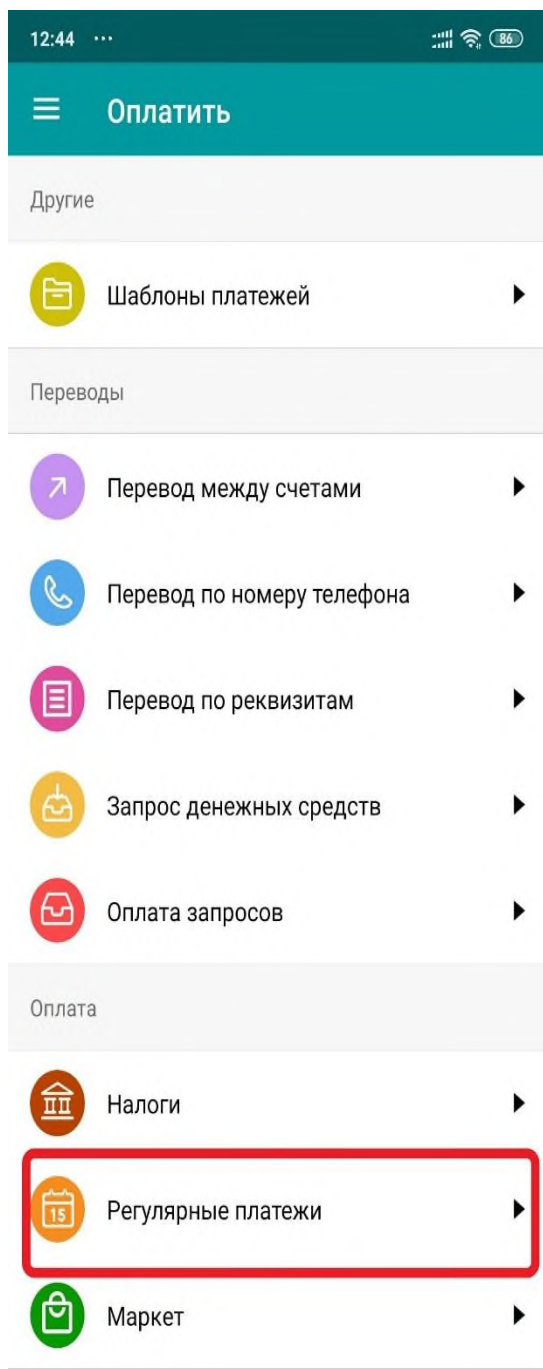 12:44 ... 86
Оплатить
Другие
Шаблоны платежей
Переводы
Перевод между счетами
Перевод по номеру телефона
Перевод по реквизитам
Запрос денежных средств
Оплата запросов
Оплата
Налоги
15 Регулярные платежи
Маркет